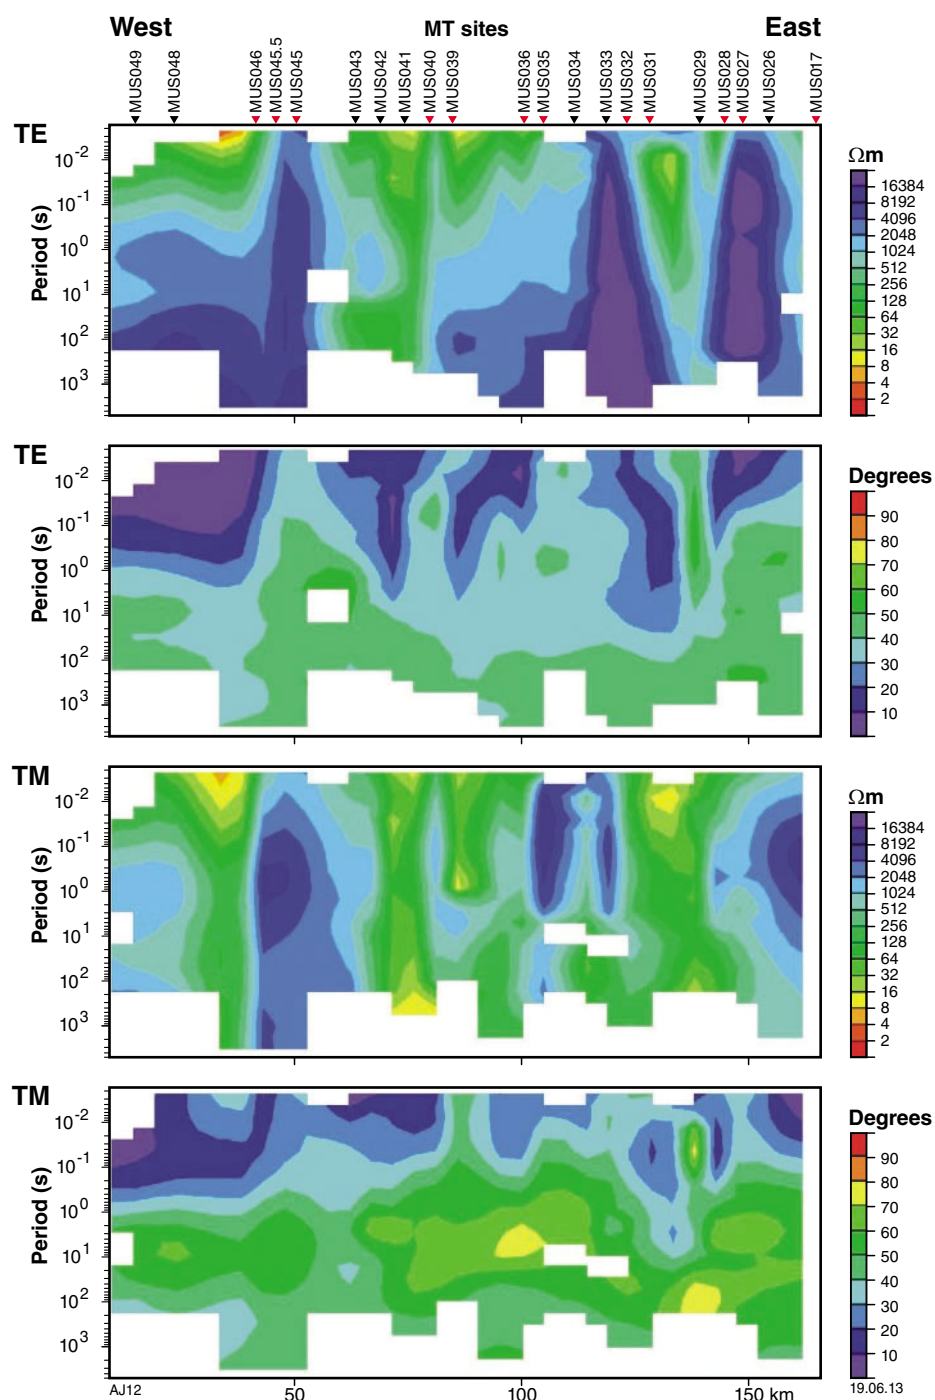 West MT sites East
MUS049
MUS048
MUS046
MUS045.5
MUS045
MUS043
MUS042
MUS041
MUS040
MUS039
MUS036
MUS035
MUS034
MUS033
MUS032
MUS031
MUS029
MUS028
MUS027
MUS026
MUS017
TE
Period (s)
10⁻²
10⁻¹
10⁰
10¹
10²
10³
Ωm
16384
8192
4096
2048
1024
512
256
128
64
32
16
8
4
2
TE
Period (s)
10⁻²
10⁻¹
10⁰
10¹
10²
10³
Degrees
90
80
70
60
50
40
30
20
10
TM
Period (s)
10⁻²
10⁻¹
10⁰
10¹
10²
10³
Ωm
16384
8192
4096
2048
1024
512
256
128
64
32
16
8
4
2
TM
Period (s)
10⁻²
10⁻¹
10⁰
10¹
10²
10³
Degrees
90
80
70
60
50
40
30
20
10
AJ12 50 100 150 km 19.06.13